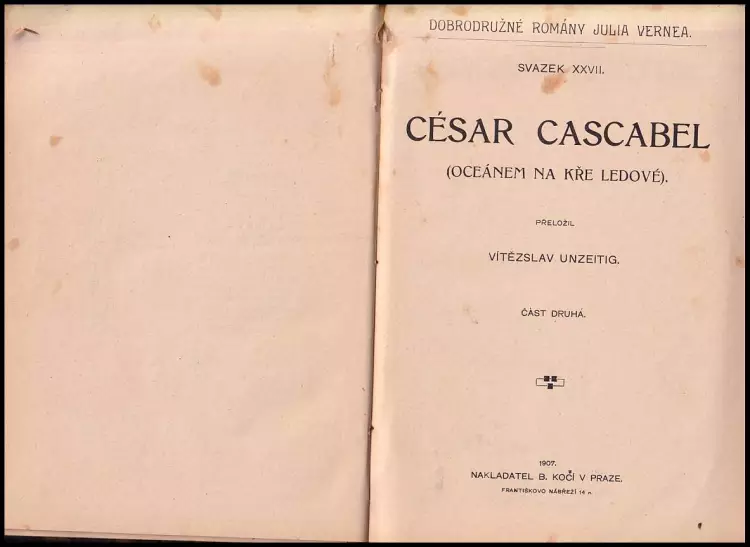 DOBRODRUŽNÉ ROMÁNY JULIA VERNEA.
SVAZEK XXVII.
CÉSAR CASCABEL
(OCEÁNEM NA KŘE LEDOVÉ).
PŘELOŽIL
VÍTĚZSLAV UNZEITIG.
ČÁST DRUHÁ.
1907.
NAKLADATEL B. KOČÍ V PRAZE.
FRANTIŠKOVO NÁBŘEŽÍ 14 n.